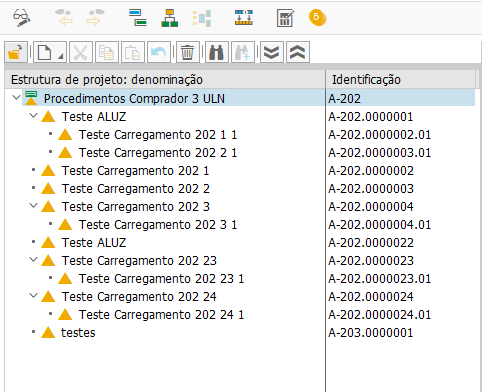 5
Estrutura de projeto: denominação Identificação
Procedimentos Comprador 3 ULN A-202
Teste ALUZ A-202.0000001
Teste Carregamento 202 1 1 A-202.0000002.01
Teste Carregamento 202 2 1 A-202.0000003.01
Teste Carregamento 202 1 A-202.0000002
Teste Carregamento 202 2 A-202.0000003
Teste Carregamento 202 3 A-202.0000004
Teste Carregamento 202 3 1 A-202.0000004.01
Teste ALUZ A-202.0000022
Teste Carregamento 202 23 A-202.0000023
Teste Carregamento 202 23 1 A-202.0000023.01
Teste Carregamento 202 24 A-202.0000024
Teste Carregamento 202 24 1 A-202.0000024.01
testes A-203.0000001